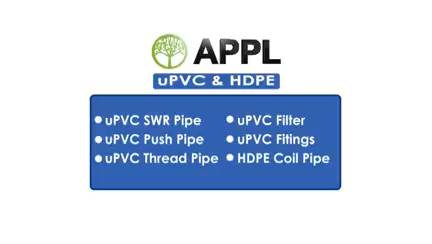 APPL
uPVC & HDPE
uPVC SWR Pipe
uPVC Push Pipe
uPVC Thread Pipe
uPVC Filter
uPVC Fitings
HDPE Coil Pipe